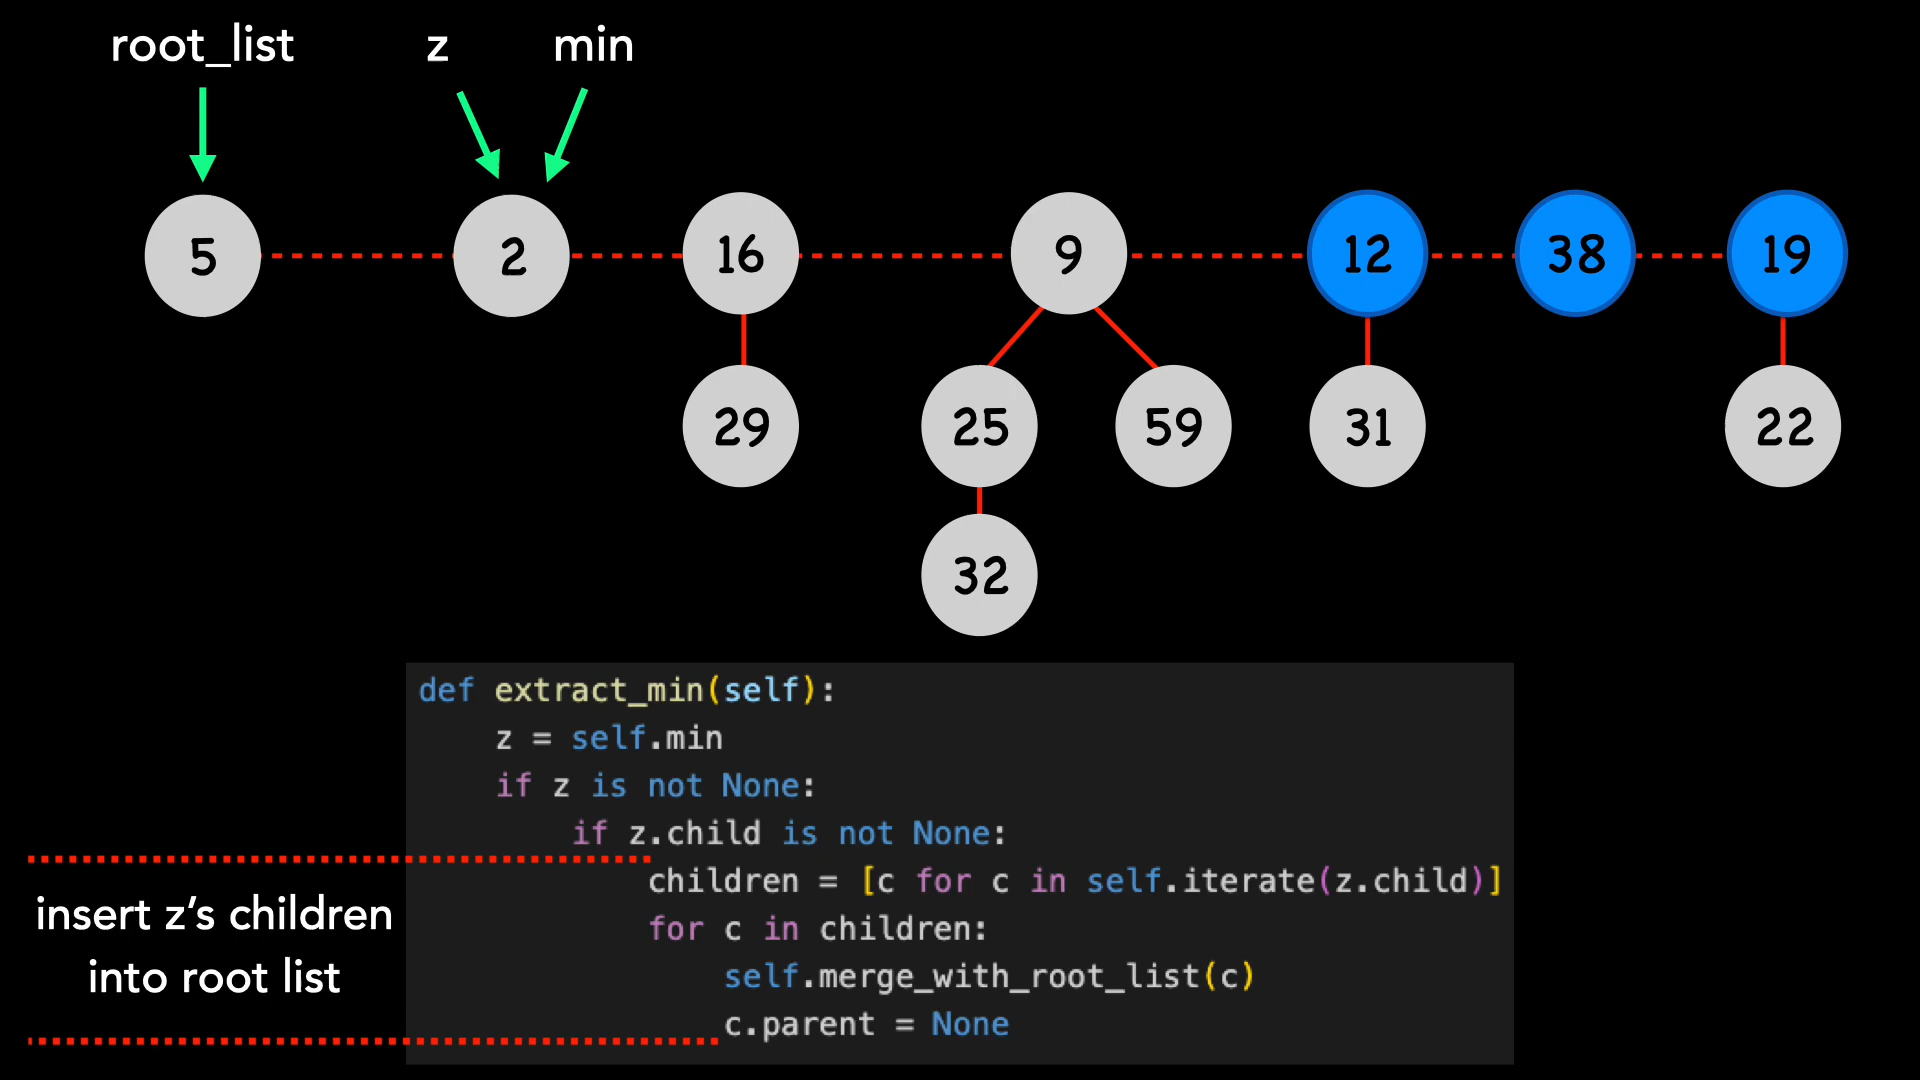 root_list z min
5 2 16 9 12 38 19
29 25 59 31 22
32
def extract_min(self):
z = self.min
if z is not None:
if z.child is not None:
children = [c for c in self.iterate(z.child)]
for c in children:
self.merge_with_root_list(c)
c.parent = None
insert z’s children
into root list